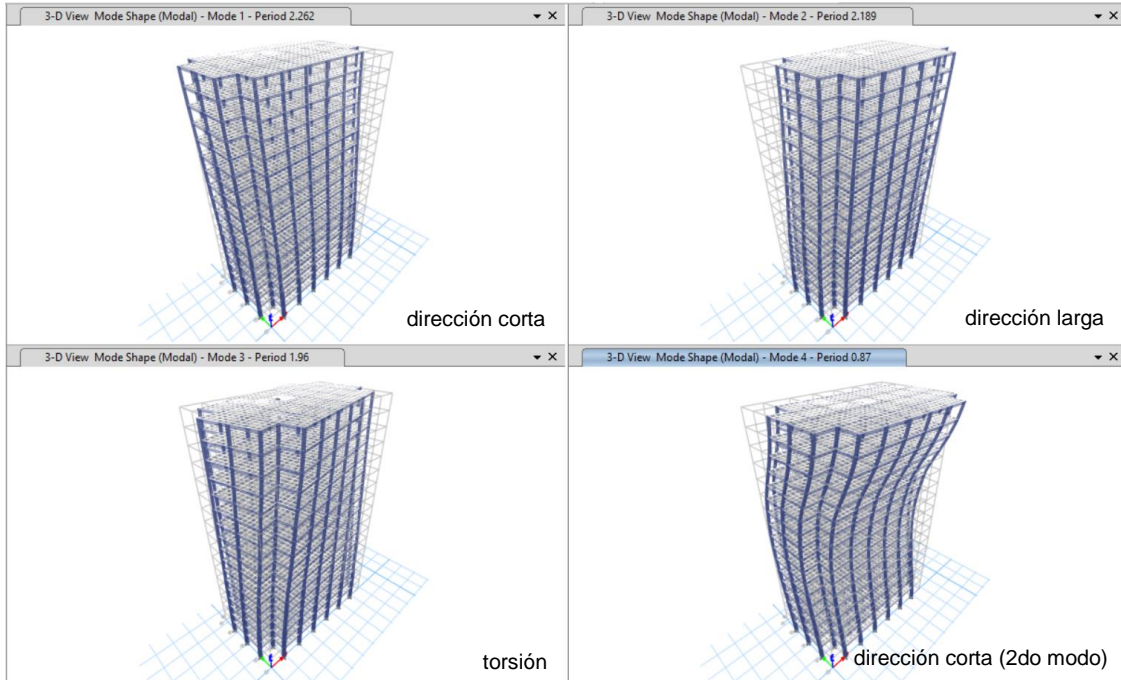 3-D View Mode Shape (Modal) - Mode 1 - Period 2.262
3-D View Mode Shape (Modal) - Mode 2 - Period 2.189
dirección corta
dirección larga
3-D View Mode Shape (Modal) - Mode 3 - Period 1.96
3-D View Mode Shape (Modal) - Mode 4 - Period 0.87
torsión
dirección corta (2do modo)